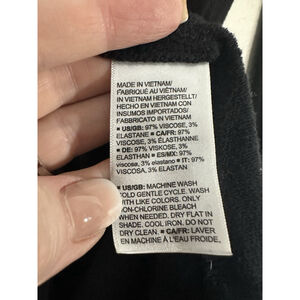 MADE IN VIETNAM/
FABRIQUÉ AU VIÊTNAM/
IN VIETNAM HERGESTELLT/
HECHO EN VIETNAM CON
INSUMOS IMPORTADOS/
FABBRICATO IN VIETNAM
■ US/GB: 97% VISCOSE, 3%
ELASTANE ■ CA/FR: 97%
VISCOSE, 3% ÉLASTHANNE
■ DE: 97% VISKOSE, 3%
ELASTHAN ■ ES/MX: 97%
viscosa, 3% elastano ■ IT: 97%
VISCOSA, 3% ELASTAN
■ US/GB: MACHINE WASH
COLD GENTLE CYCLE. WASH
WITH LIKE COLORS. ONLY
NON-CHLORINE BLEACH
WHEN NEEDED. DRY FLAT IN
SHADE. COOL IRON. DO NOT
DRY CLEAN. ■ CA/FR: LAVER
EN MACHINE À L'EAU FROIDE,